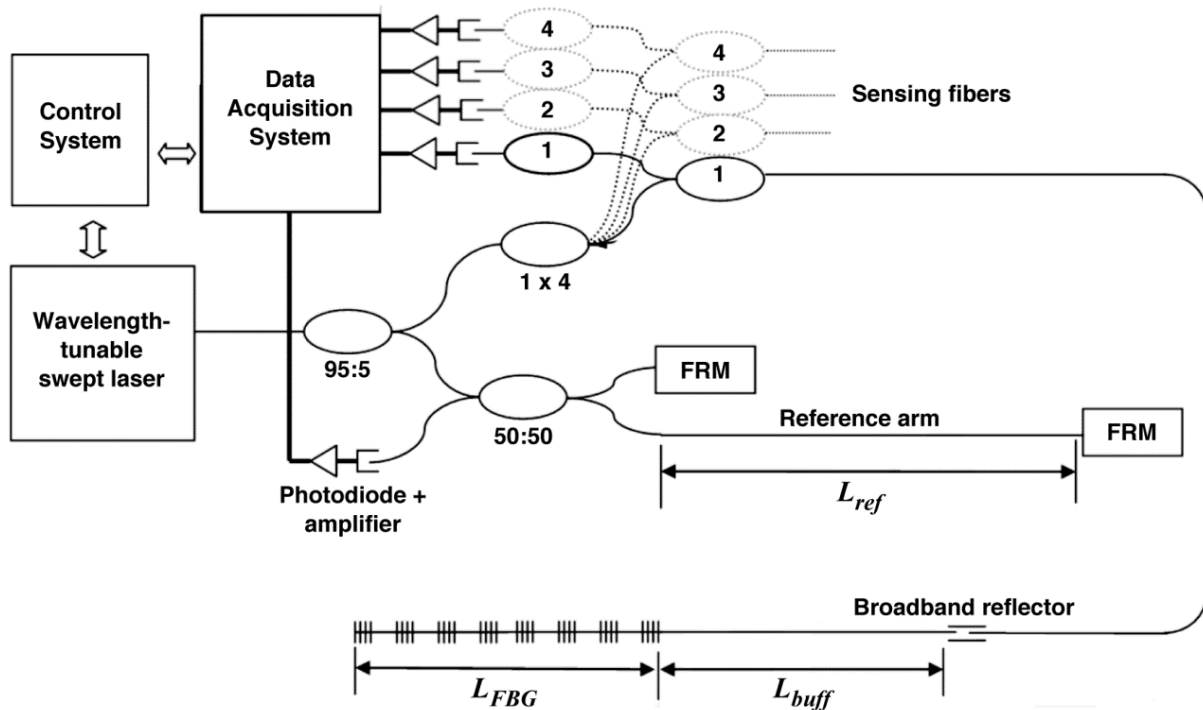 4
3
2
1
4
3
2
1
Sensing fibers
Data
Acquisition
System
Control
System
1 x 4
Wavelength-
tunable
swept laser
95:5
50:50
FRM
Reference arm
FRM
L_ref
Photodiode +
amplifier
Broadband reflector
L_FBG
L_buff